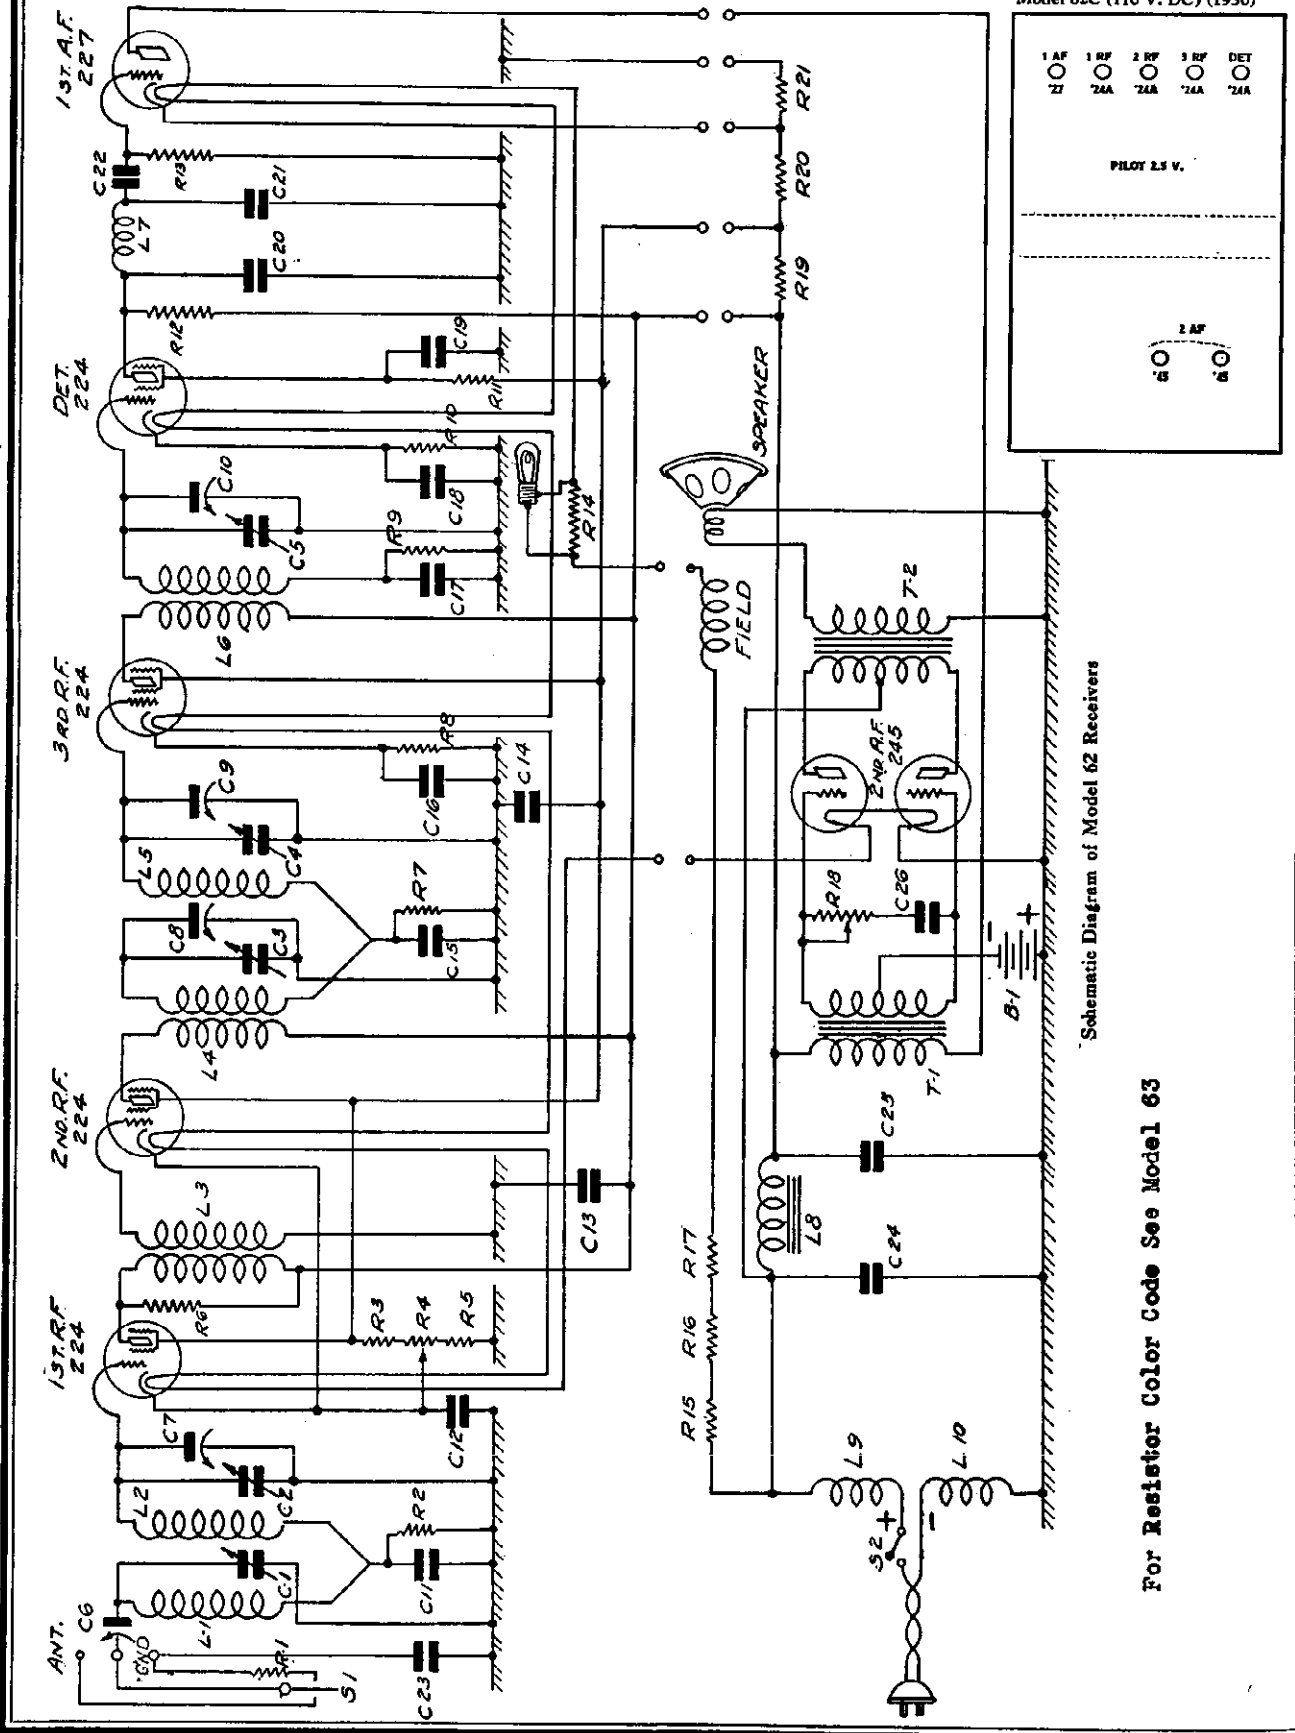 Model 62C (110 V. DC) (1930)
1 AF
1 RF
2 RF
3 RF
DET
'27
'24A
'24A
'24A
'24A
PILOT 2.5 V.
2 AF
'45
'45
ANT.
C6
GND
R1
S1
C23
L-1
C1
L2
C7
C2
C11
R2
1ST. R.F.
224
C12
R3
R4
R5
R6
L3
2ND. R.F.
224
C13
L4
C8
C3
L5
C9
C4
C15
R7
3 RD. R.F.
224
C16
R8
C14
L6
C10
C5
C17
R9
C18
R10
DET.
224
R11
C19
R12
C20
L7
C21
C22
R13
1ST. A.F.
227
R14
R19
R20
R21
SPEAKER
FIELD
R15
R16
R17
L8
C24
C25
T-1
B-1
-
+
R18
C26
2ND A.F.
245
T-2
S2
+
-
L9
L10
Schematic Diagram of Model 62 Receivers
For Resistor Color Code See Model 63